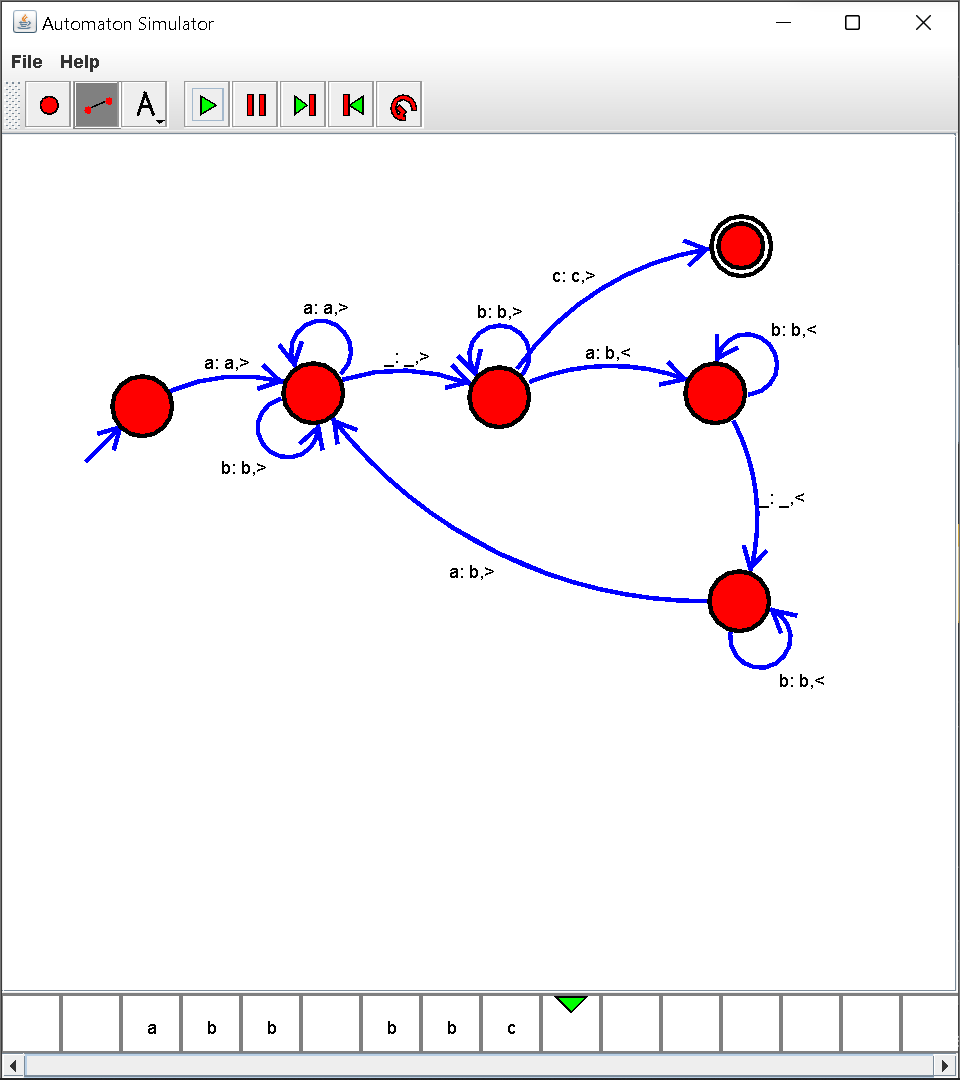 Automaton Simulator
File Help
A
c: c,>
a: a,>
b: b,>
b: b,<
a: a,>
_: _,>
a: b,<
b: b,>
_: _,<
a: b,>
b: b,<
a b b b b c